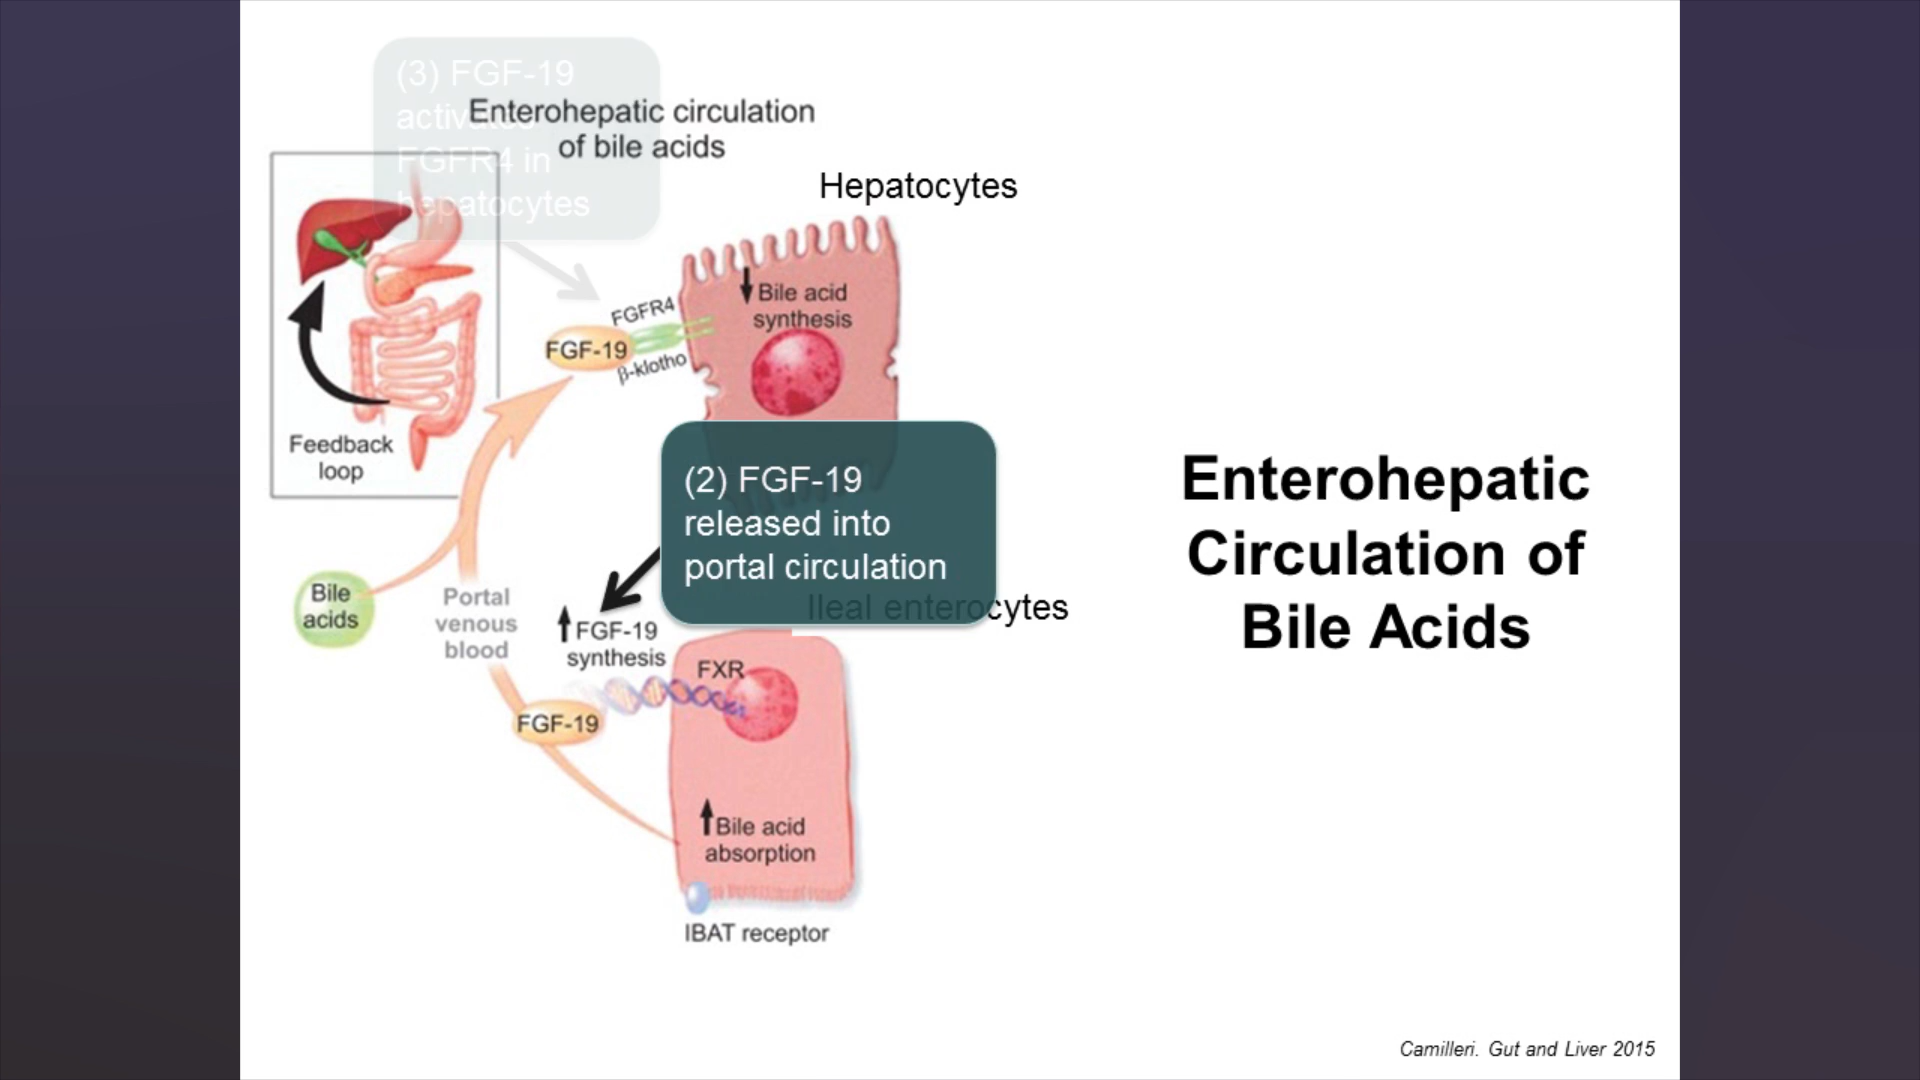 (3) FGF-19
activates
FGFR4 in
hepatocytes
Enterohepatic circulation
of bile acids
Hepatocytes
Bile acid
synthesis
FGFR4
FGF-19
β-klotho
Feedback
loop
(2) FGF-19
released into
portal circulation
Ileal enterocytes
Enterohepatic
Circulation of
Bile Acids
Bile
acids
Portal
venous
blood
FGF-19
synthesis
FXR
FGF-19
Bile acid
absorption
IBAT receptor
Camilleri. Gut and Liver 2015